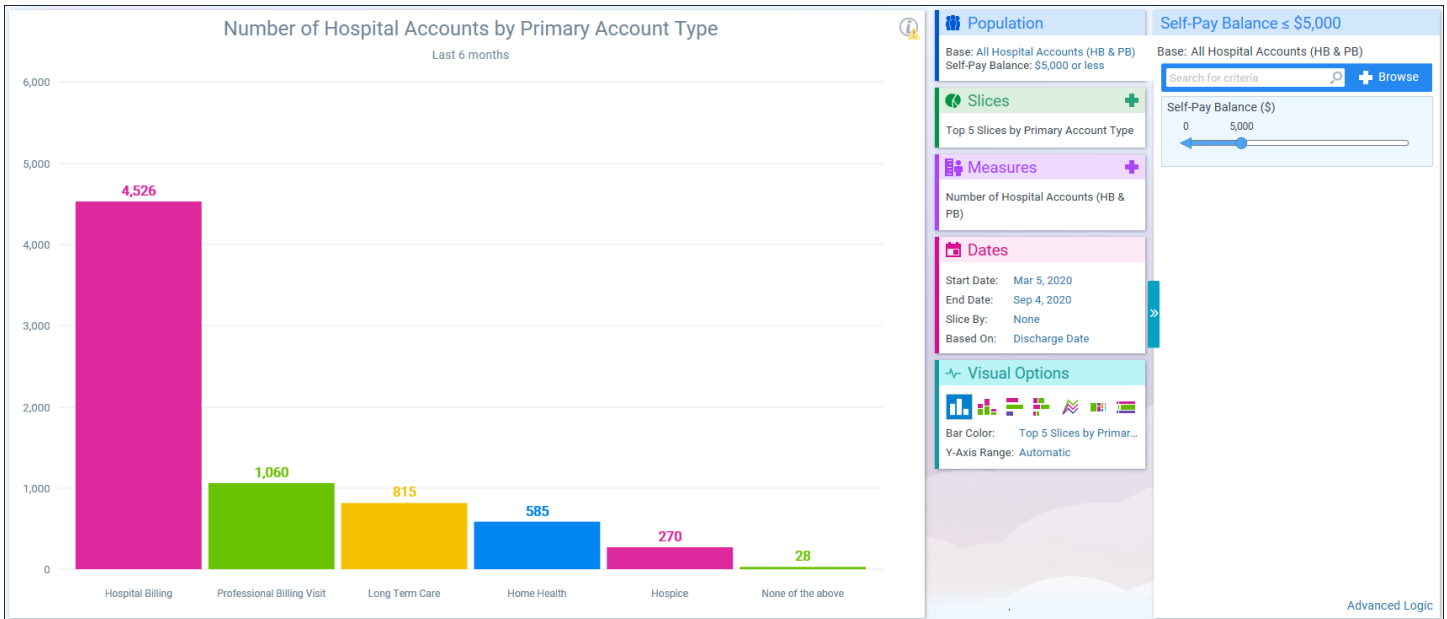 Number of Hospital Accounts by Primary Account Type
Last 6 months
6,000
5,000
4,000
3,000
2,000
1,000
0
4,526
1,060
815
585
270
28
Hospital Billing
Professional Billing Visit
Long Term Care
Home Health
Hospice
None of the above
Population
Base: All Hospital Accounts (HB & PB)
Self-Pay Balance: $5,000 or less
Slices
Top 5 Slices by Primary Account Type
Measures
Number of Hospital Accounts (HB &
PB)
Dates
Start Date: Mar 5, 2020
End Date: Sep 4, 2020
Slice By: None
Based On: Discharge Date
Visual Options
Bar Color: Top 5 Slices by Primar...
Y-Axis Range: Automatic
Self-Pay Balance ≤ $5,000
Base: All Hospital Accounts (HB & PB)
Search for criteria
Browse
Self-Pay Balance ($)
0 5,000
Advanced Logic